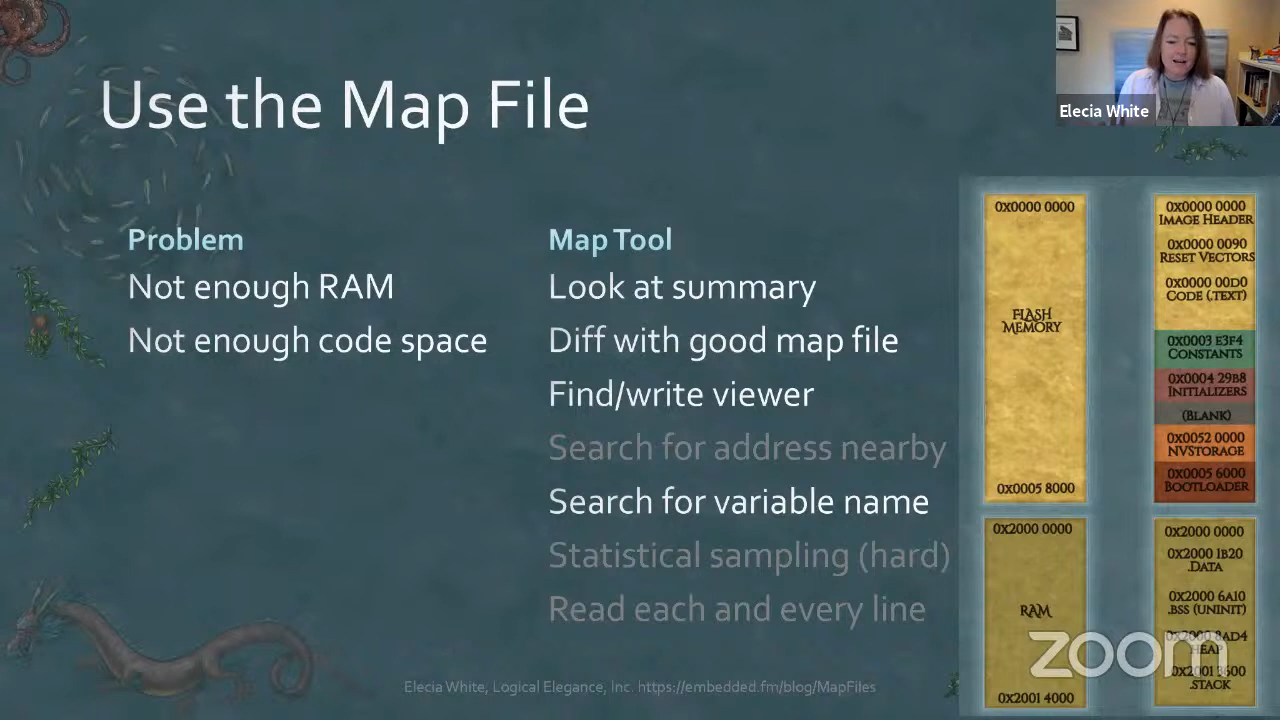 Use the Map File
Elecia White
Problem
Not enough RAM
Not enough code space
Map Tool
Look at summary
Diff with good map file
Find/write viewer
Search for address nearby
Search for variable name
Statistical sampling (hard)
Read each and every line
0x0000 0000
FLASH
MEMORY
0x0005 8000
0x2000 0000
RAM
0x2001 4000
0x0000 0000
IMAGE HEADER
0x0000 0090
RESET VECTORS
0x0000 00D0
CODE (.TEXT)
0x0003 E3F4
CONSTANTS
0x0004 29B8
INITIALIZERS
(BLANK)
0x0052 0000
NVSTORAGE
0x0005 6000
BOOTLOADER
0x2000 0000
0x2000 1B20
.DATA
0x2000 6A10
.BSS (UNINIT)
0x2000 8AD4
HEAP
0x2001 3600
.STACK
zoom
Elecia White, Logical Elegance, Inc. https://embedded.fm/blog/MapFiles